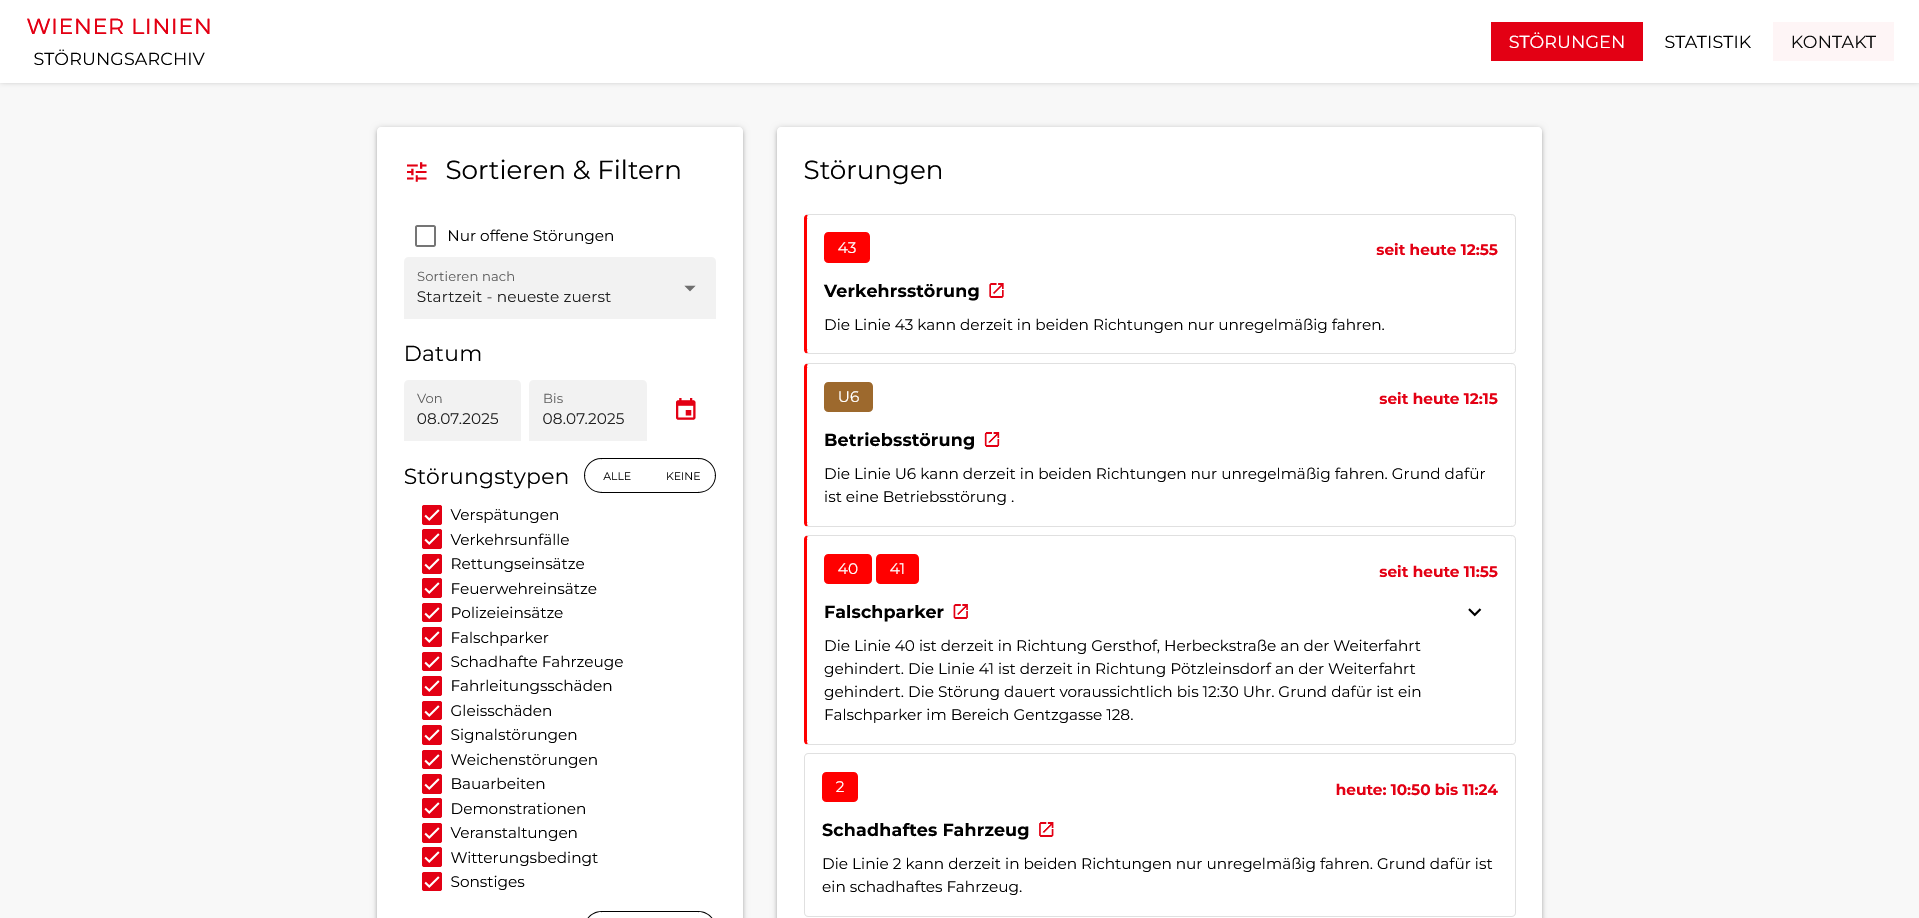 WIENER LINIEN
STÖRUNGSARCHIV
STÖRUNGEN
STATISTIK
KONTAKT
Sortieren & Filtern
Nur offene Störungen
Sortieren nach
Startzeit - neueste zuerst
Datum
Von
08.07.2025
Bis
08.07.2025
Störungstypen
ALLE
KEINE
Verspätungen
Verkehrsunfälle
Rettungseinsätze
Feuerwehreinsätze
Polizeieinsätze
Falschparker
Schadhafte Fahrzeuge
Fahrleitungsschäden
Gleisschäden
Signalstörungen
Weichenstörungen
Bauarbeiten
Demonstrationen
Veranstaltungen
Witterungsbedingt
Sonstiges
Störungen
43
seit heute 12:55
Verkehrsstörung
Die Linie 43 kann derzeit in beiden Richtungen nur unregelmäßig fahren.
U6
seit heute 12:15
Betriebsstörung
Die Linie U6 kann derzeit in beiden Richtungen nur unregelmäßig fahren. Grund dafür
ist eine Betriebsstörung .
40 41
seit heute 11:55
Falschparker
Die Linie 40 ist derzeit in Richtung Gersthof, Herbeckstraße an der Weiterfahrt
gehindert. Die Linie 41 ist derzeit in Richtung Pötzleinsdorf an der Weiterfahrt
gehindert. Die Störung dauert voraussichtlich bis 12:30 Uhr. Grund dafür ist ein
Falschparker im Bereich Gentzgasse 128.
2
heute: 10:50 bis 11:24
Schadhaftes Fahrzeug
Die Linie 2 kann derzeit in beiden Richtungen nur unregelmäßig fahren. Grund dafür ist
ein schadhaftes Fahrzeug.